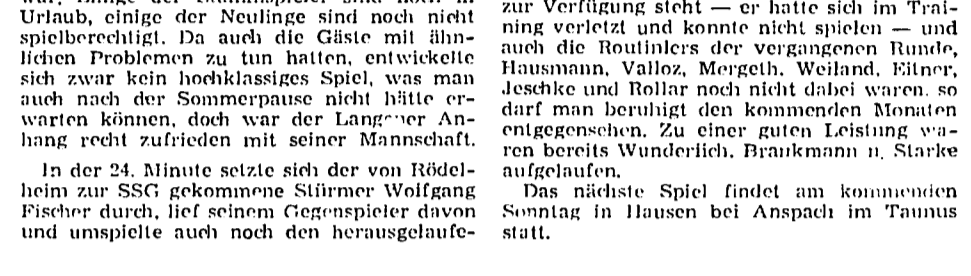 Urlaub, einige der Neulinge sind noch nicht
spielberechtigt. Da auch die Gäste mit ähn-
lichen Problemen zu tun hatten, entwickelte
sich zwar kein hochklassiges Spiel, was man
auch nach der Sommerpause nicht hätte er-
warten können, doch war der Langener An-
hang recht zufrieden mit seiner Mannschaft.
In der 24. Minute setzte sich der von Rödel-
heim zur SSG gekommene Stürmer Wolfgang
Fischer durch, lief seinem Gegenspieler davon
und umspielte auch noch den herausgelaufe-
zur Verfügung steht — er hatte sich im Trai-
ning verletzt und konnte nicht spielen — und
auch die Routiniers der vergangenen Runde,
Hausmann, Valloz, Mergeth, Weiland, Eitner,
Jeschke und Rollar noch nicht dabei waren, so
darf man beruhigt den kommenden Monaten
entgegensehen. Zu einer guten Leistung wa-
ren bereits Wunderlich, Brankmann u. Starke
aufgelaufen.
Das nächste Spiel findet am kommenden
Sonntag in Hausen bei Anspach im Taunus
statt.